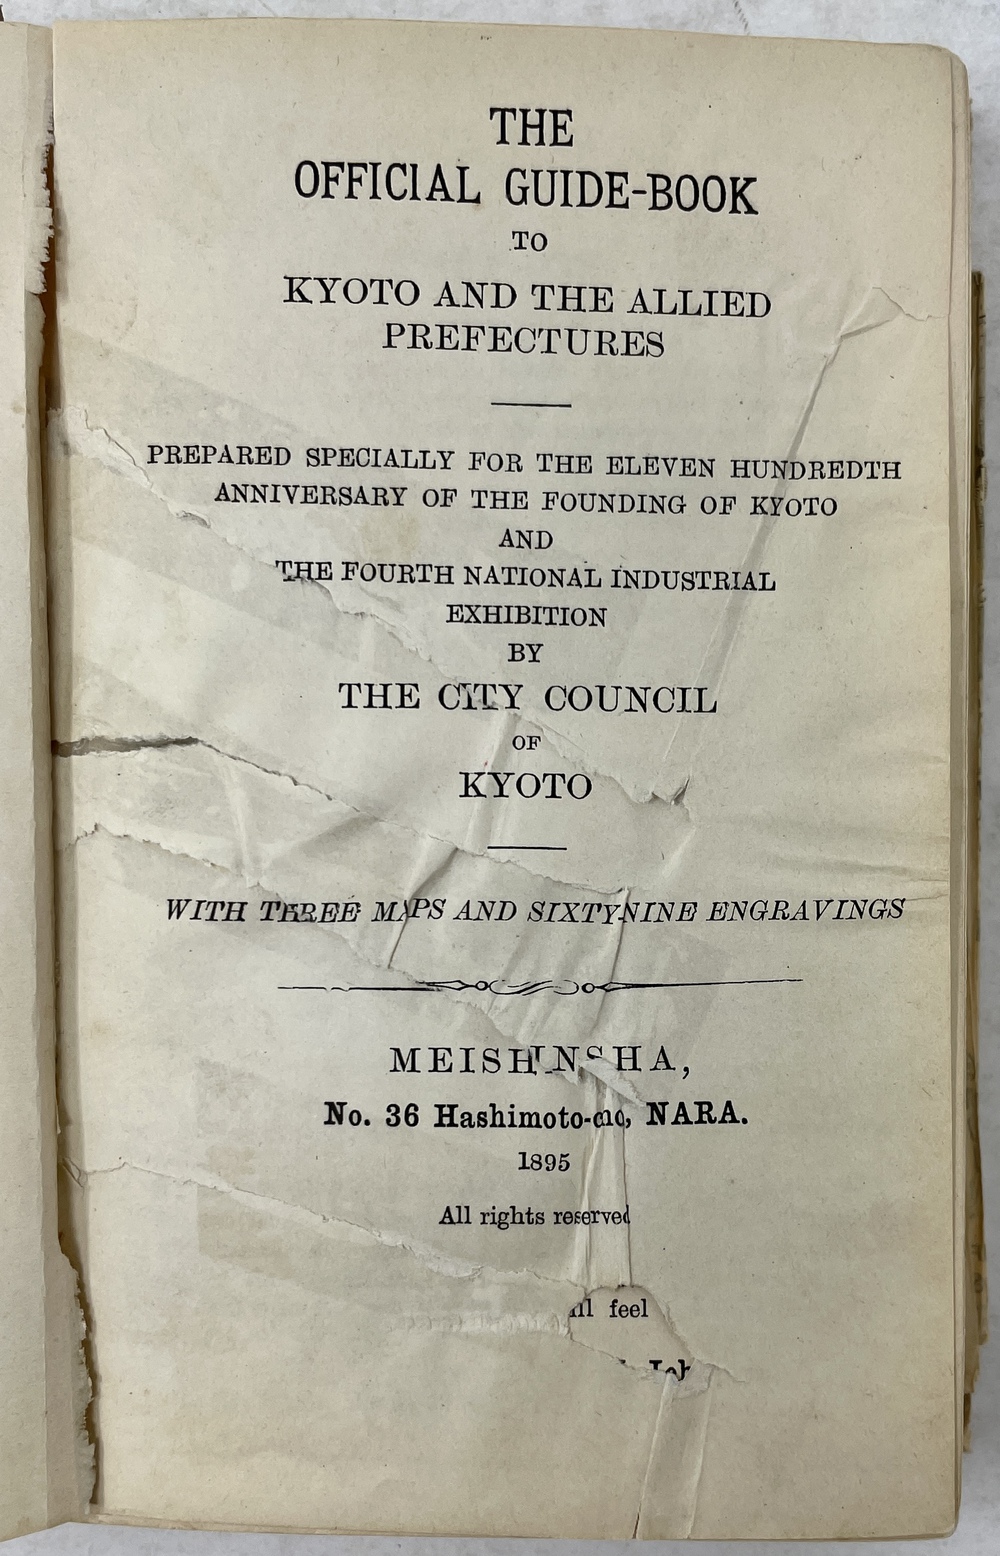 THE
OFFICIAL GUIDE-BOOK
TO
KYOTO AND THE ALLIED
PREFECTURES
PREPARED SPECIALLY FOR THE ELEVEN HUNDREDTH
ANNIVERSARY OF THE FOUNDING OF KYOTO
AND
THE FOURTH NATIONAL INDUSTRIAL
EXHIBITION
BY
THE CITY COUNCIL
OF
KYOTO
WITH THREE MAPS AND SIXTY-NINE ENGRAVINGS
MEISHINSHA,
No. 36 Hashimoto-cho, NARA.
1895
All rights reserved
feel